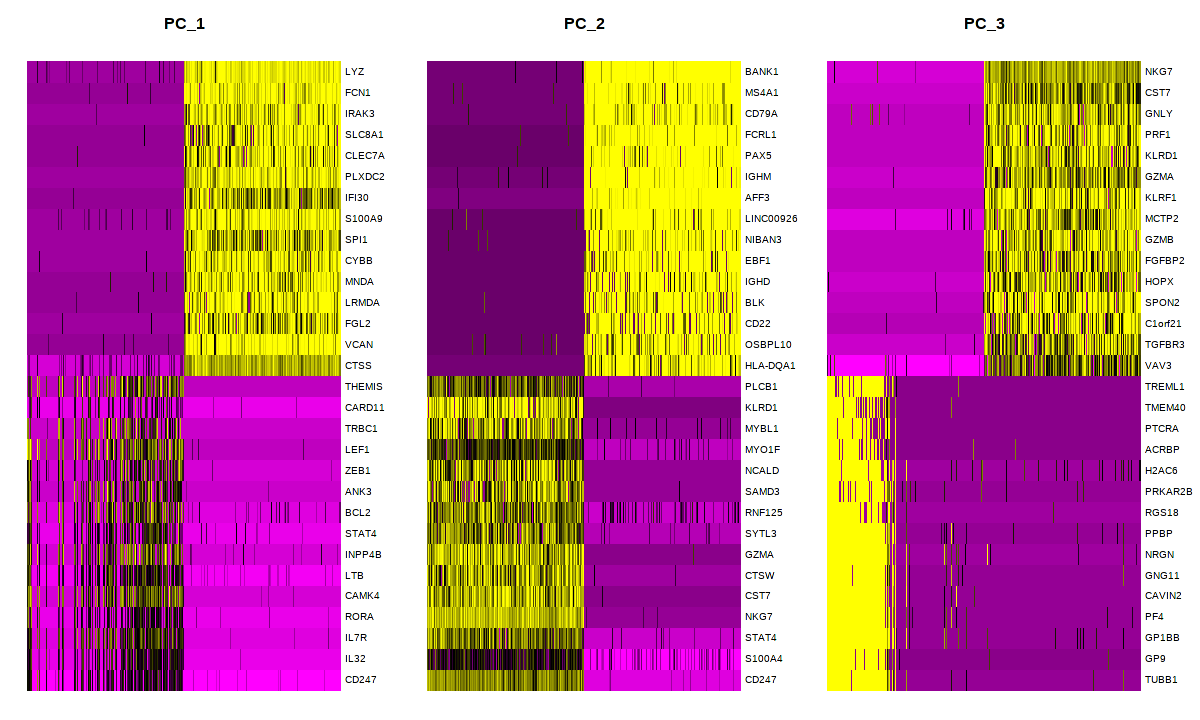 PC_1
LYZ
FCN1
IRAK3
SLC8A1
CLEC7A
PLXDC2
IFI30
S100A9
SPI1
CYBB
MNDA
LRMDA
FGL2
VCAN
CTSS
THEMIS
CARD11
TRBC1
LEF1
ZEB1
ANK3
BCL2
STAT4
INPP4B
LTB
CAMK4
RORA
IL7R
IL32
CD247
PC_2
BANK1
MS4A1
CD79A
FCRL1
PAX5
IGHM
AFF3
LINC00926
NIBAN3
EBF1
IGHD
BLK
CD22
OSBPL10
HLA-DQA1
PLCB1
KLRD1
MYBL1
MYO1F
NCALD
SAMD3
RNF125
SYTL3
GZMA
CTSW
CST7
NKG7
STAT4
S100A4
CD247
PC_3
NKG7
CST7
GNLY
PRF1
KLRD1
GZMA
KLRF1
MCTP2
GZMB
FGFBP2
HOPX
SPON2
C1orf21
TGFBR3
VAV3
TREML1
TMEM40
PTCRA
ACRBP
H2AC6
PRKAR2B
RGS18
PPBP
NRGN
GNG11
CAVIN2
PF4
GP1BB
GP9
TUBB1